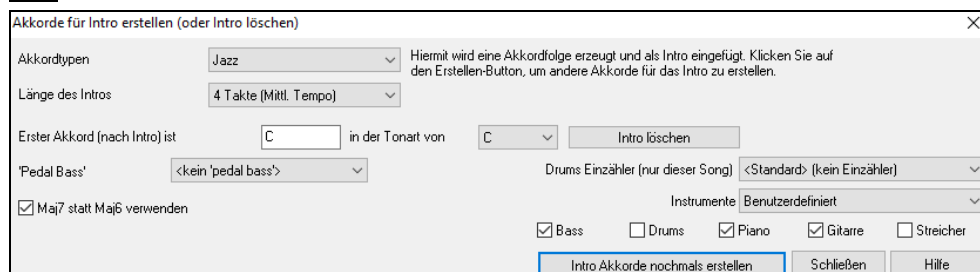 Akkorde für Intro erstellen (oder Intro löschen)
Akkordtypen Jazz Hiermit wird eine Akkordfolge erzeugt und als Intro eingefügt. Klicken Sie auf
den Erstellen-Button, um andere Akkorde für das Intro zu erstellen.
Länge des Intros 4 Takte (Mittl. Tempo)
Erster Akkord (nach Intro) ist C in der Tonart von C Intro löschen
'Pedal Bass' <kein 'pedal bass'> Drums Einzähler (nur dieser Song) <Standard> (kein Einzähler)
Instrumente Benutzerdefiniert
Maj7 statt Maj6 verwenden
Bass Drums Piano Gitarre Streicher
Intro Akkorde nochmals erstellen Schließen Hilfe